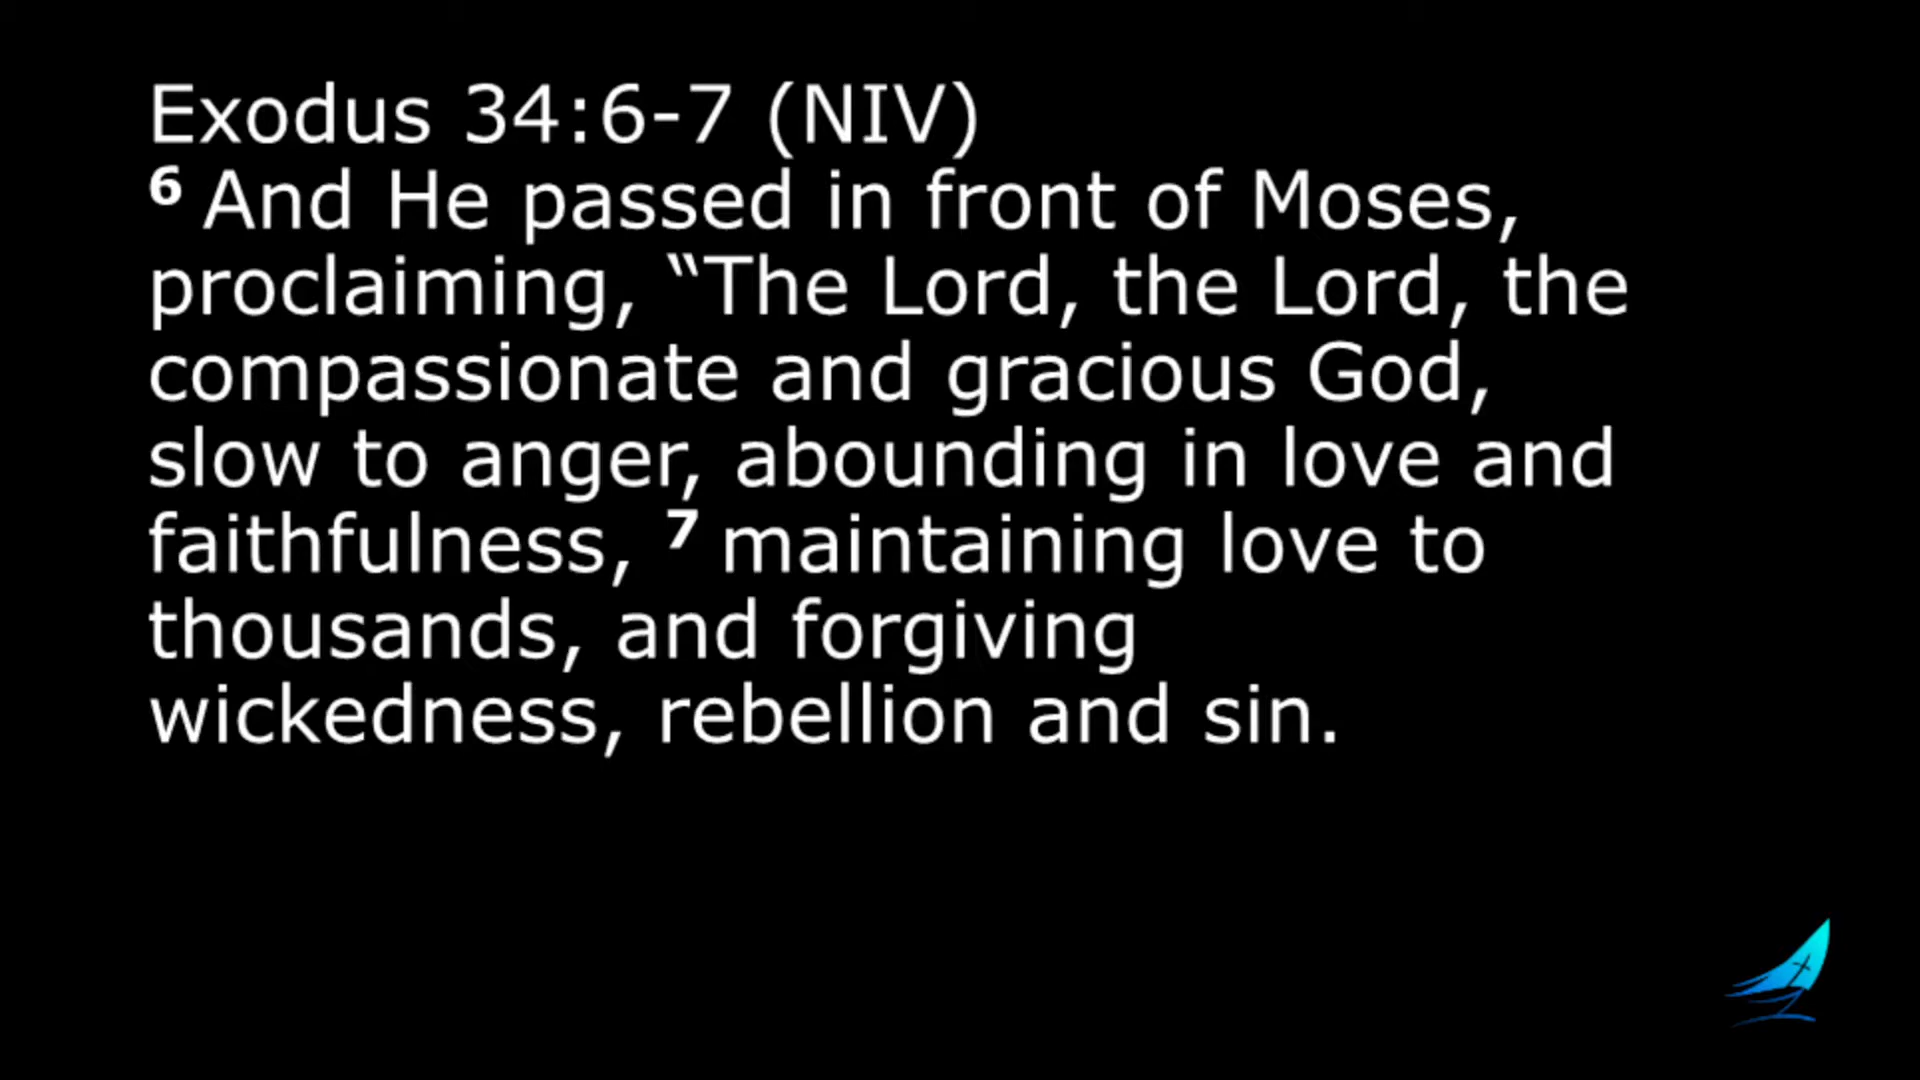 Exodus 34:6-7 (NIV)
6 And He passed in front of Moses,
proclaiming, “The Lord, the Lord, the
compassionate and gracious God,
slow to anger, abounding in love and
faithfulness, 7 maintaining love to
thousands, and forgiving
wickedness, rebellion and sin.